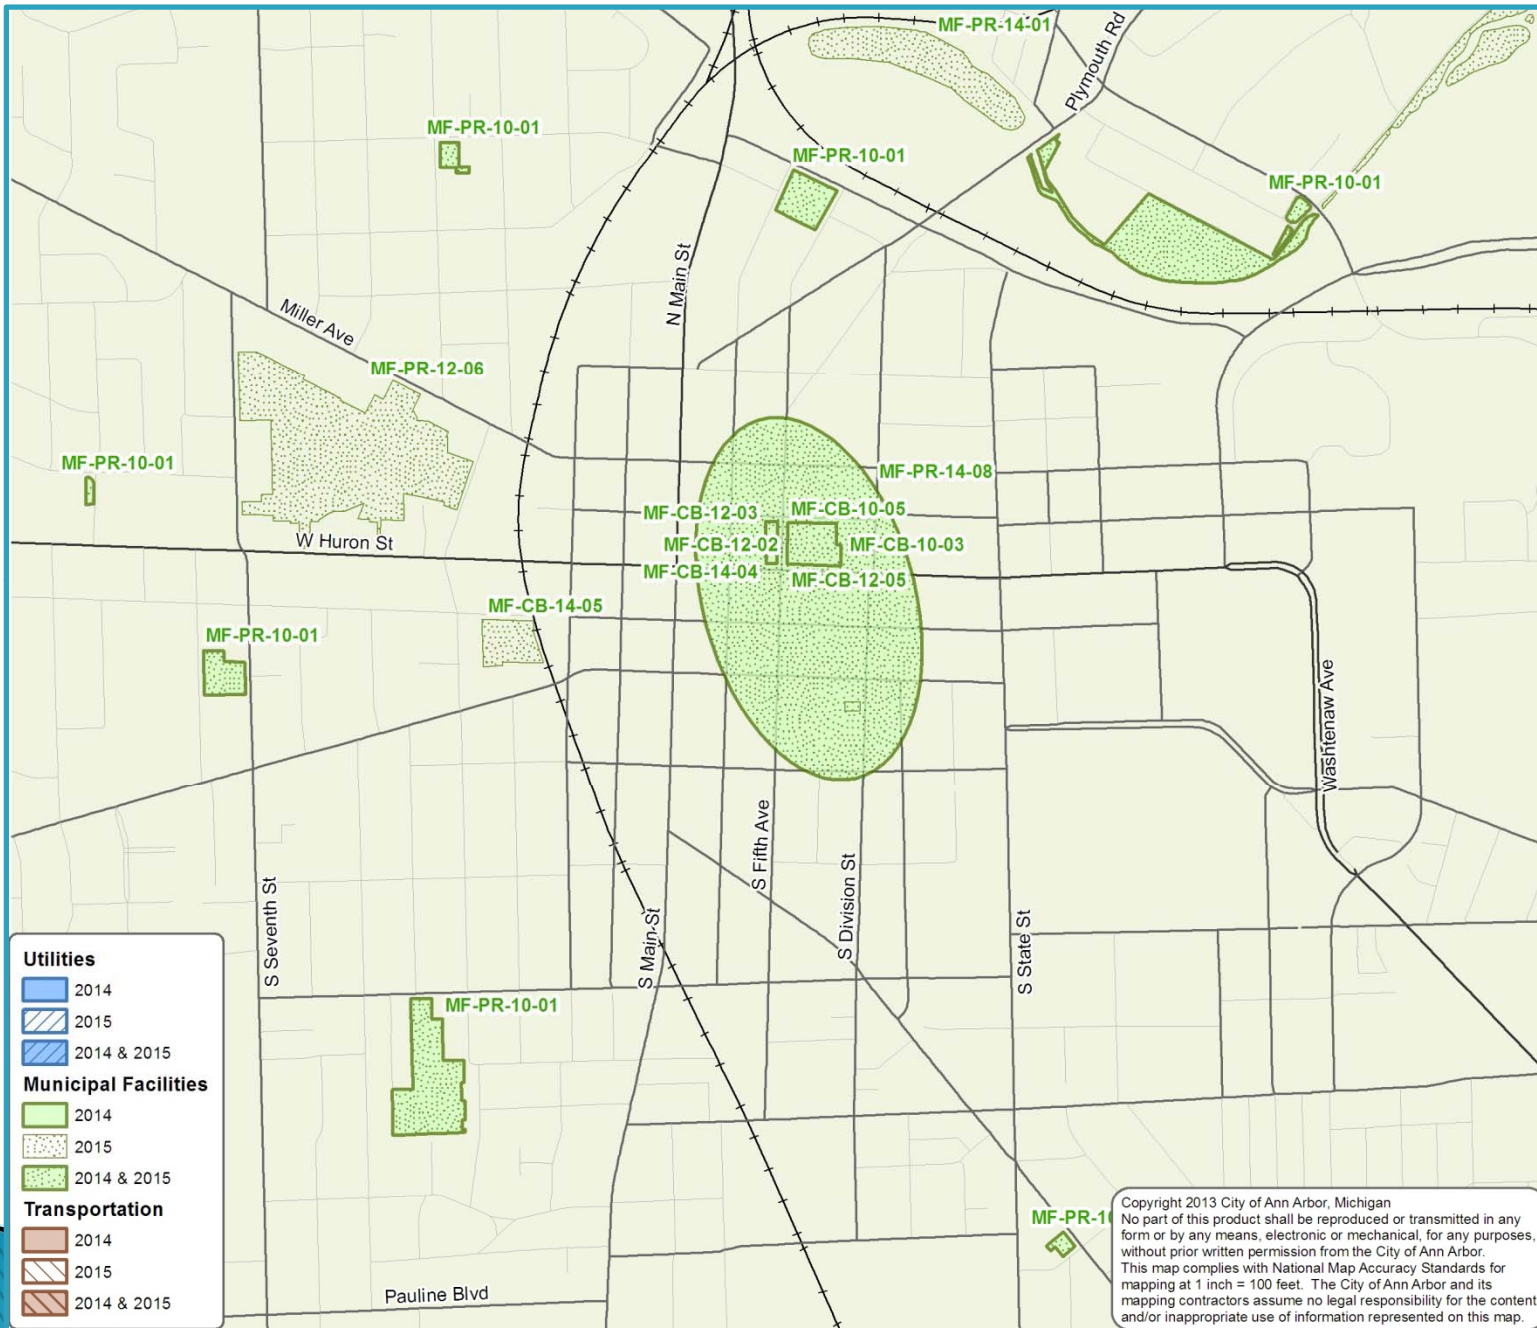 MF-PR-14-01
Plymouth Rd
MF-PR-10-01
MF-PR-10-01
MF-PR-10-01
N Main St
Miller Ave
MF-PR-12-06
MF-PR-10-01
MF-PR-14-08
MF-CB-12-03
MF-CB-10-05
W Huron St
MF-CB-12-02
MF-CB-10-03
MF-CB-14-04
MF-CB-12-05
MF-CB-14-05
MF-PR-10-01
Washtenaw Ave
S Fifth Ave
S Division St
S Seventh St
S Main St
S State St
MF-PR-10-01
Utilities
2014
2015
2014 & 2015
Municipal Facilities
2014
2015
2014 & 2015
Transportation
2014
2015
2014 & 2015
Pauline Blvd
Copyright 2013 City of Ann Arbor, Michigan
No part of this product shall be reproduced or transmitted in any
form or by any means, electronic or mechanical, for any purposes,
without prior written permission from the City of Ann Arbor.
This map complies with National Map Accuracy Standards for
mapping at 1 inch = 100 feet. The City of Ann Arbor and its
mapping contractors assume no legal responsibility for the content
and/or inappropriate use of information represented on this map.